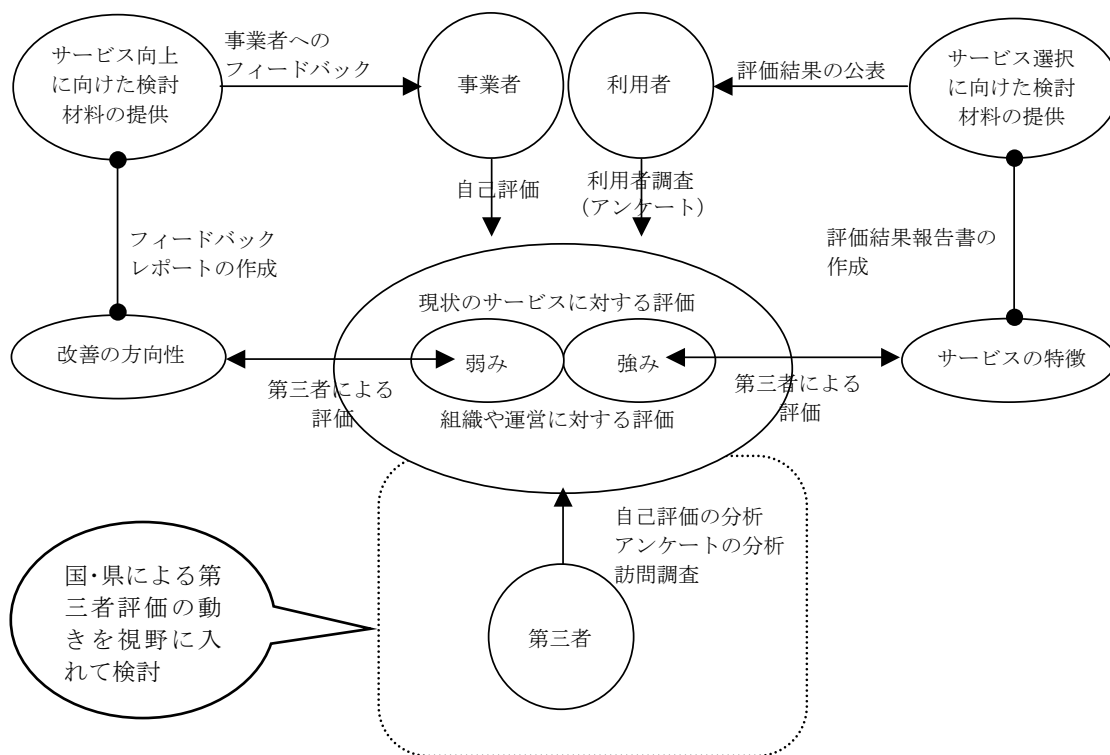 サービス向上
に向けた検討
材料の提供
事業者への
フィードバック
事業者
利用者
評価結果の公表
サービス選択
に向けた検討
材料の提供
自己評価
利用者調査
(アンケート)
フィードバック
レポートの作成
評価結果報告書の
作成
現状のサービスに対する評価
改善の方向性
弱み
強み
サービスの特徴
第三者による
評価
組織や運営に対する評価
第三者による
評価
自己評価の分析
アンケートの分析
訪問調査
国･県による第
三者評価の動
きを視野に入
れて検討
第三者